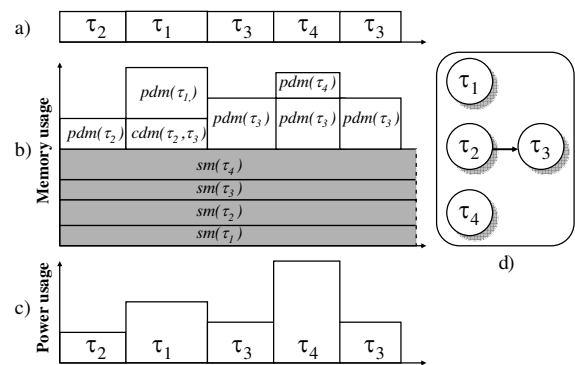 a)
τ2 τ1 τ3 τ4 τ3
Memory usage
b)
pdm(τ4)
pdm(τ1,)
pdm(τ2) cdm(τ2,τ3) pdm(τ3) pdm(τ3) pdm(τ3)
sm(τ4)
sm(τ3)
sm(τ2)
sm(τ1)
τ1
τ2 τ3
τ4
d)
Power usage
c)
τ2 τ1 τ3 τ4 τ3